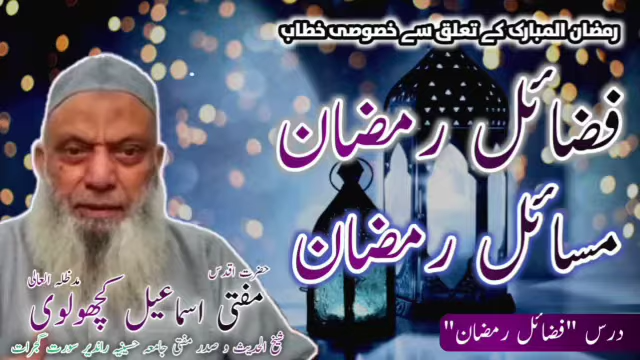 رمضان المبارک کے تعلق سے خصوصی خطاب
فضائل رمضان
مسائل رمضان
حضرت اقدس
مدظلہ العالی
مفتی اسماعیل کچھولوی
شیخ الحدیث و صدر مفتی جامعہ حسینیہ راندیر سورت گجرات
درس "فضائل رمضان"